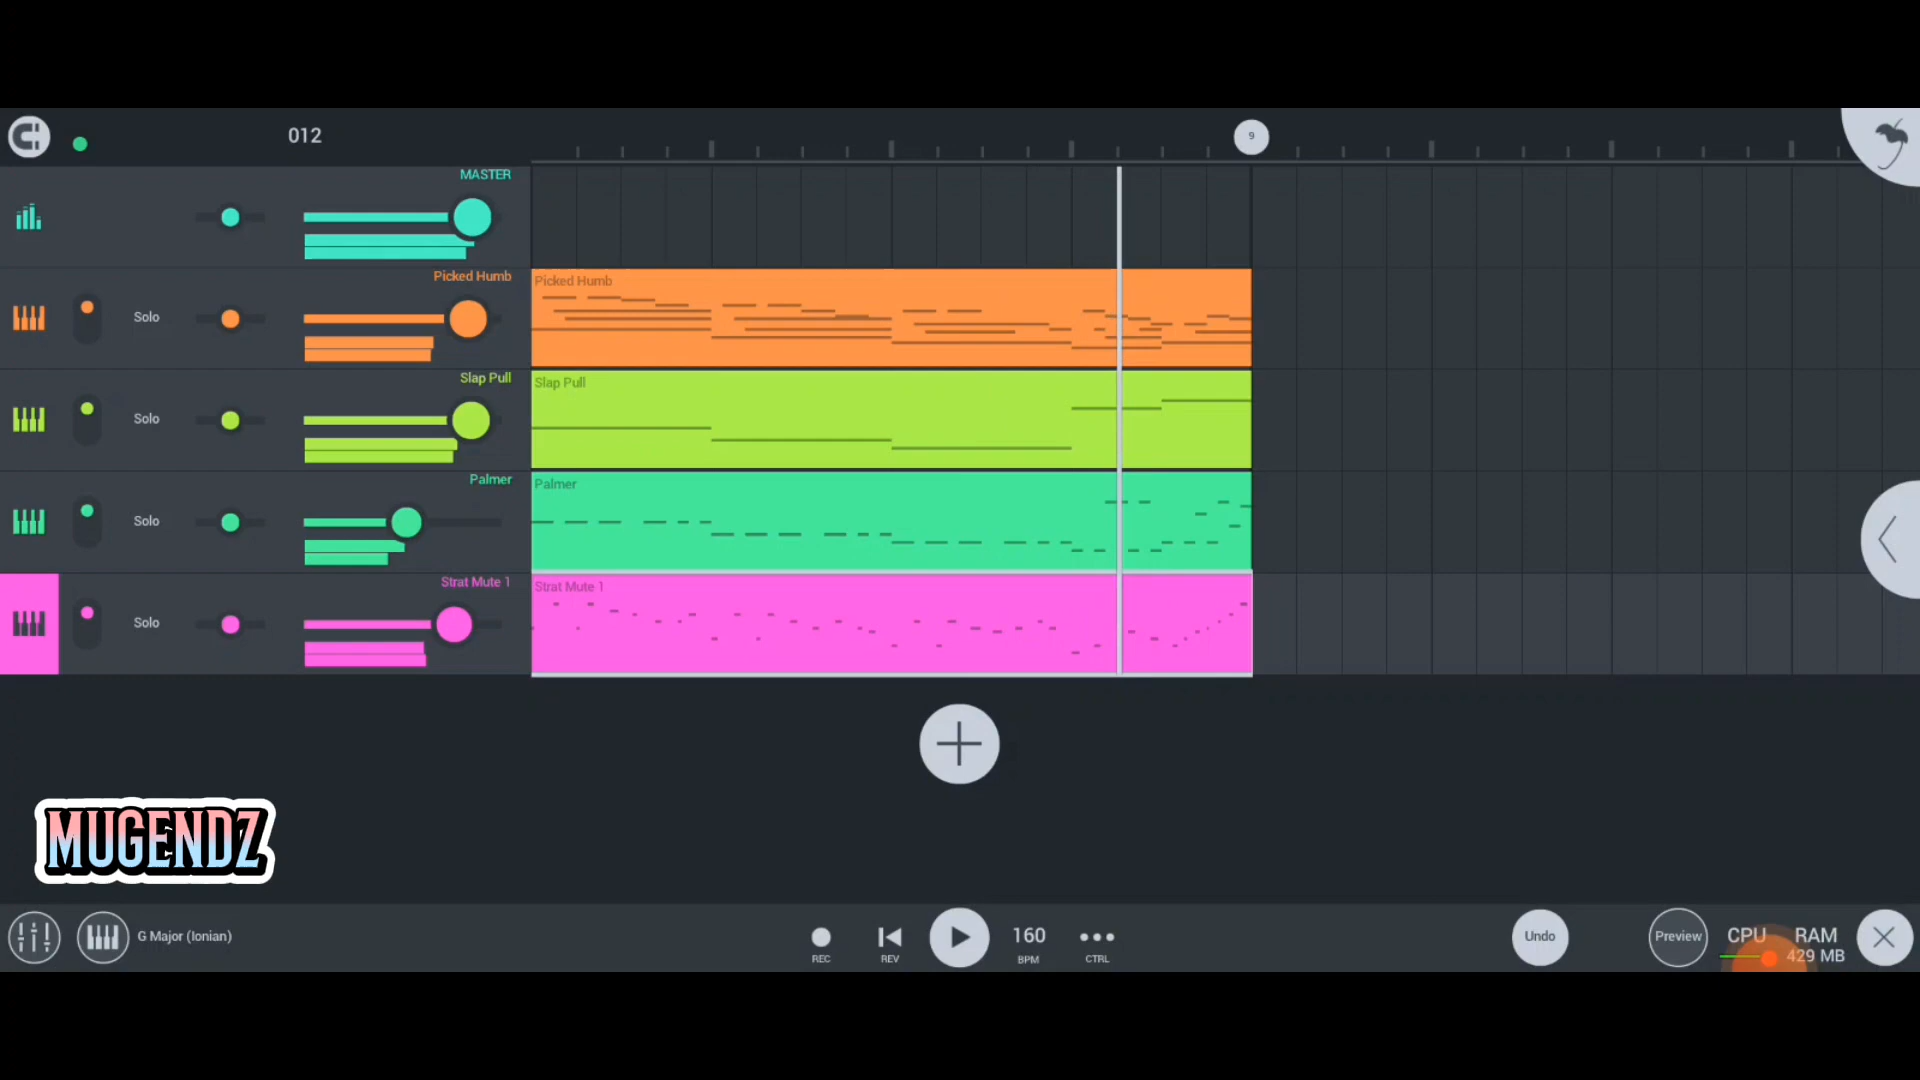 012
9
MASTER
Picked Humb
Picked Humb
Solo
Slap Pull
Slap Pull
Solo
Palmer
Palmer
Solo
Strat Mute 1
Strat Mute 1
Solo
MUGENDZ
G Major (Ionian)
REC
REV
160
BPM
CTRL
Undo
Preview
CPU
RAM
429 MB